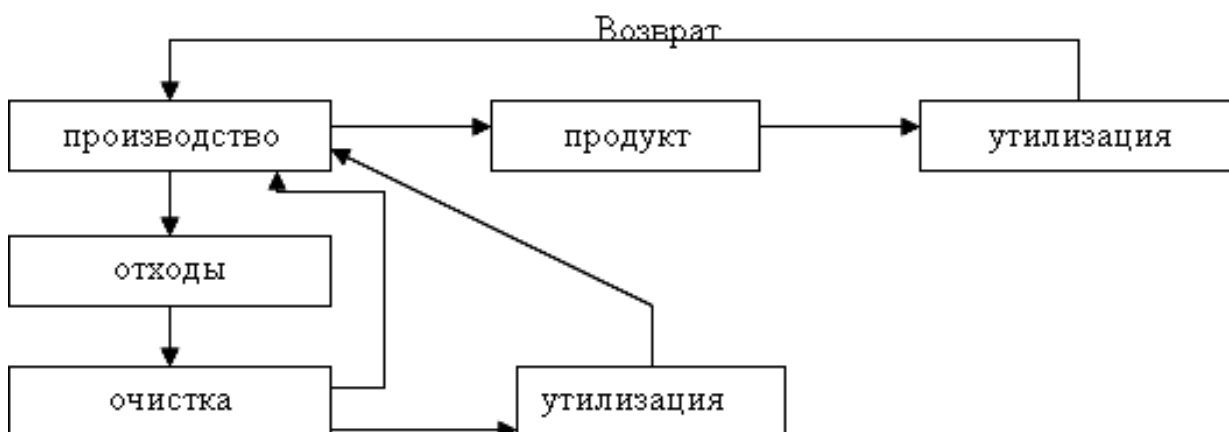 Возврат
производство
продукт
утилизация
отходы
очистка
утилизация